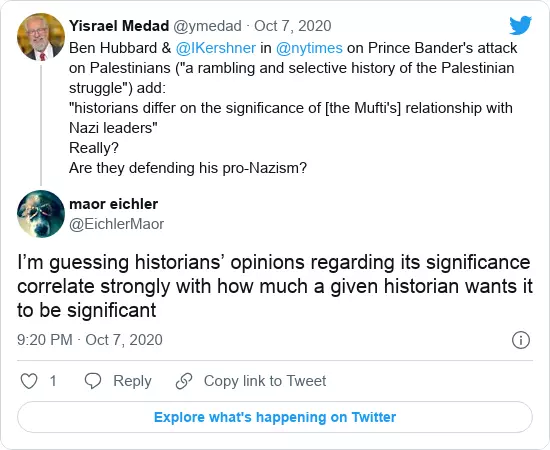 Yisrael Medad @ymedad · Oct 7, 2020
Ben Hubbard & @IKershner in @nytimes on Prince Bander's attack
on Palestinians ("a rambling and selective history of the Palestinian
struggle") add:
"historians differ on the significance of [the Mufti's] relationship with
Nazi leaders"
Really?
Are they defending his pro-Nazism?
maor eichler
@EichlerMaor
I'm guessing historians' opinions regarding its significance
correlate strongly with how much a given historian wants it
to be significant
9:20 PM · Oct 7, 2020
1 Reply Copy link to Tweet
Explore what's happening on Twitter